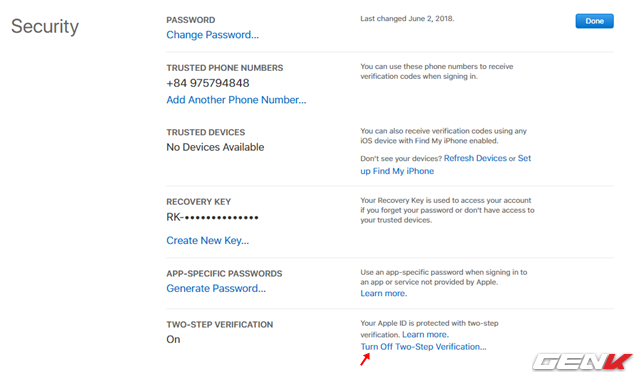 Security
PASSWORD
Change Password...
Last changed June 2, 2018.
Done
TRUSTED PHONE NUMBERS
+84 975794848
Add Another Phone Number...
You can use these phone numbers to receive
verification codes when signing in.
TRUSTED DEVICES
No Devices Available
You can also receive verification codes using any
iOS device with Find My iPhone enabled.
Don't see your devices? Refresh Devices or Set
up Find My iPhone
RECOVERY KEY
RK-••••••••••••••
Create New Key...
Your Recovery Key is used to access your account
if you forget your password or don't have access to
your trusted devices.
APP-SPECIFIC PASSWORDS
Generate Password...
Use an app-specific password when signing in to
an app or service not provided by Apple.
Learn more.
TWO-STEP VERIFICATION
On
Your Apple ID is protected with two-step
verification. Learn more.
Turn Off Two-Step Verification...
GENK